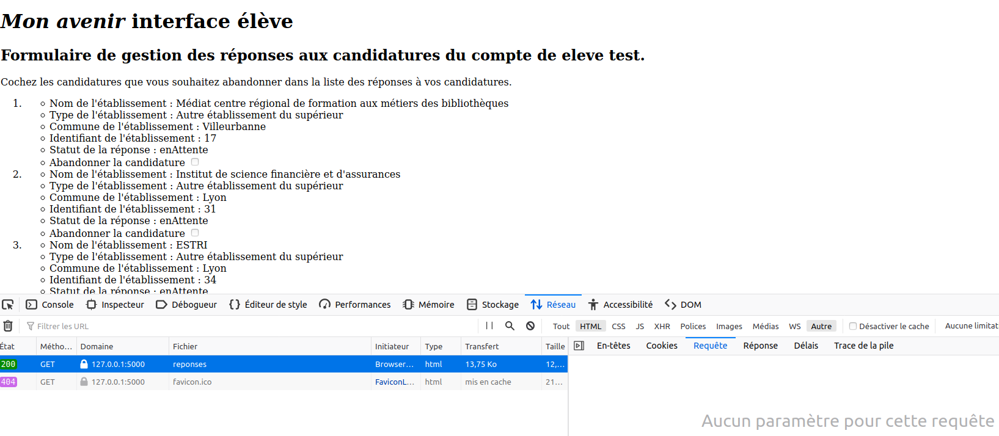 Mon avenir interface élève
Formulaire de gestion des réponses aux candidatures du compte de eleve test.
Cochez les candidatures que vous souhaitez abandonner dans la liste des réponses à vos candidatures.
1. Nom de l'établissement : Médiat centre régional de formation aux métiers des bibliothèques
Type de l'établissement : Autre établissement du supérieur
Commune de l'établissement : Villeurbanne
Identifiant de l'établissement : 17
Statut de la réponse : enAttente
Abandonner la candidature
2. Nom de l'établissement : Institut de science financière et d'assurances
Type de l'établissement : Autre établissement du supérieur
Commune de l'établissement : Lyon
Identifiant de l'établissement : 31
Statut de la réponse : enAttente
Abandonner la candidature
3. Nom de l'établissement : ESTRI
Type de l'établissement : Autre établissement du supérieur
Commune de l'établissement : Lyon
Identifiant de l'établissement : 34
Statut de la réponse : enAttente
Console Inspecteur Débogueur Éditeur de style Performances Mémoire Stockage Réseau Accessibilité DOM
Filtrer les URL Tout HTML CSS JS XHR Polices Images Médias WS Autre Désactiver le cache Aucune limitat
État Métho... Domaine Fichier Initiateur Type Transfert Taille En-têtes Cookies Requête Réponse Délais Trace de la pile
200 GET 127.0.0.1:5000 reponses Browser... html 13,75 Ko 12,...
404 GET 127.0.0.1:5000 favicon.ico FaviconL... html mis en cache 21...
Aucun paramètre pour cette requête